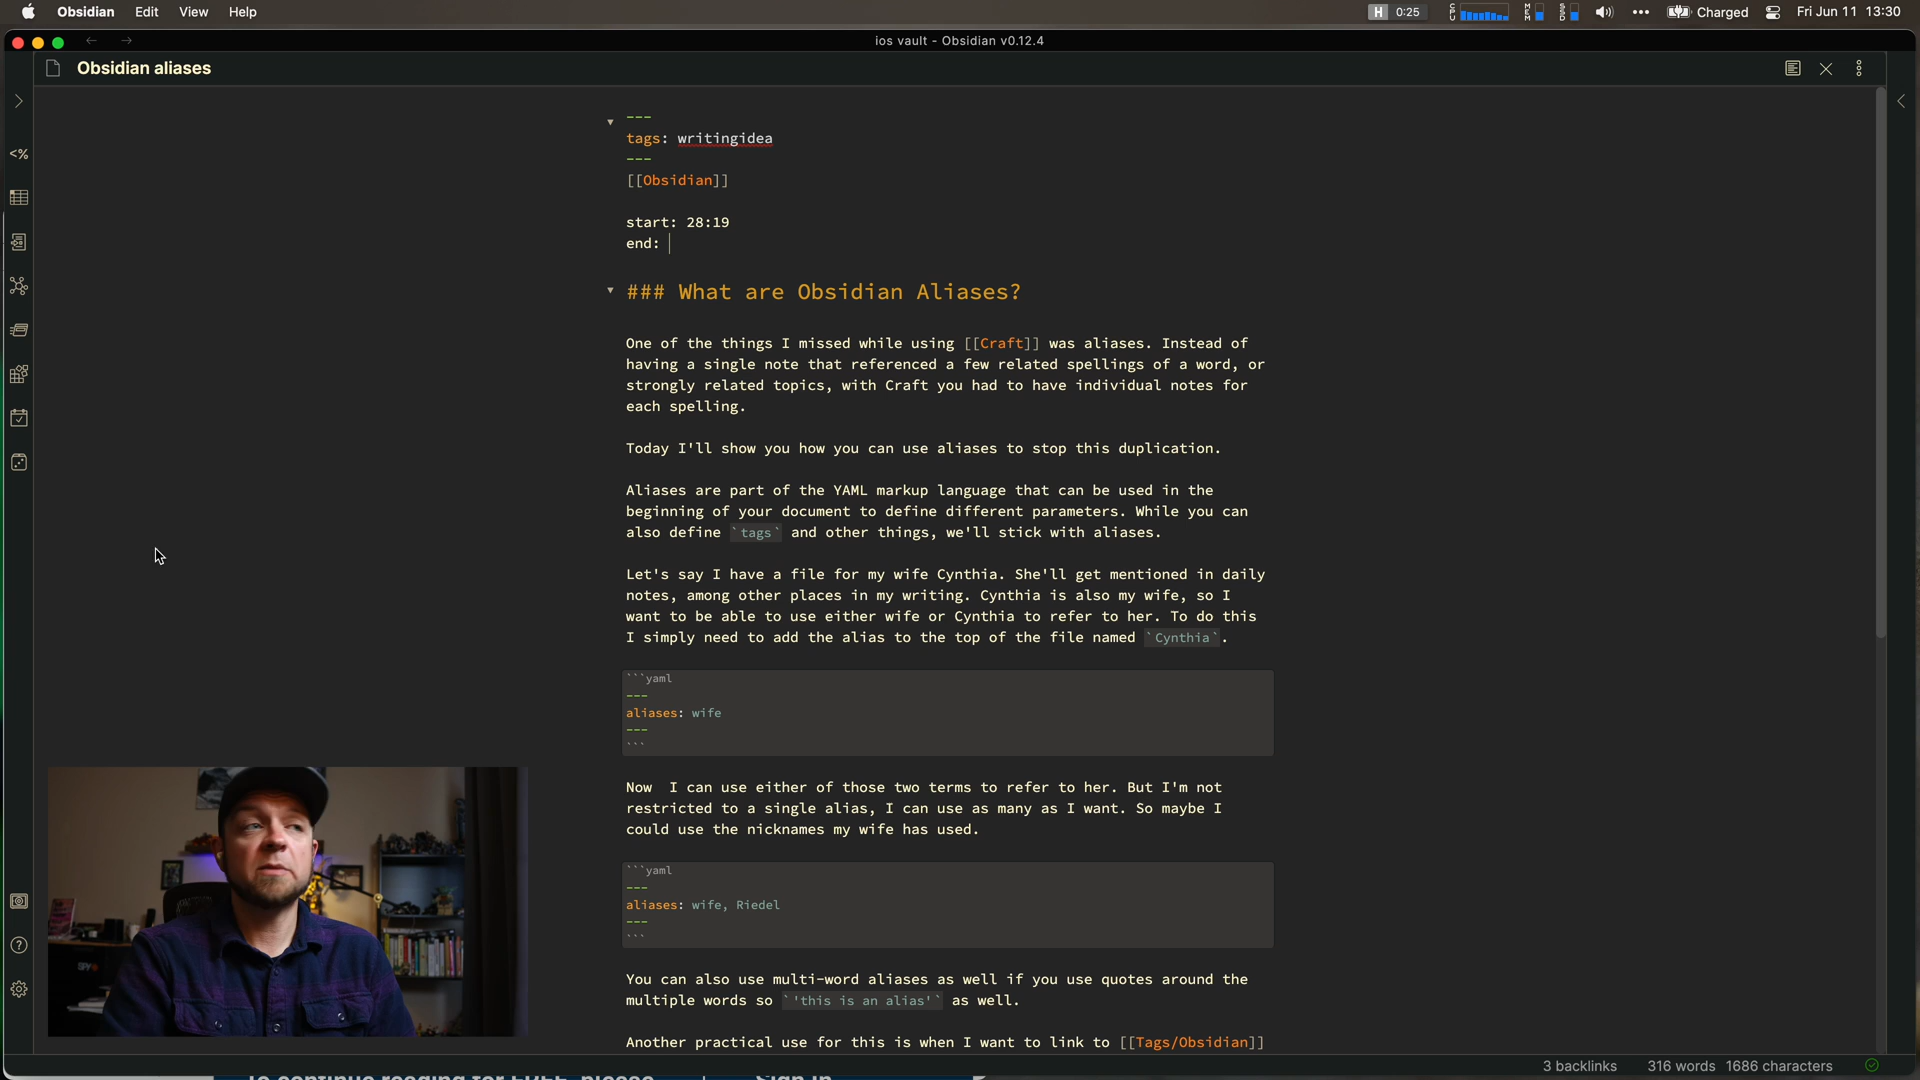 Obsidian Edit View Help
H 0:25 CPU MEM SSD ••• Charged Fri Jun 11 13:30
ios vault - Obsidian v0.12.4
Obsidian aliases
---
tags: writingidea
---
[[Obsidian]]
start: 28:19
end:
### What are Obsidian Aliases?
One of the things I missed while using [[Craft]] was aliases. Instead of
having a single note that referenced a few related spellings of a word, or
strongly related topics, with Craft you had to have individual notes for
each spelling.
Today I'll show you how you can use aliases to stop this duplication.
Aliases are part of the YAML markup language that can be used in the
beginning of your document to define different parameters. While you can
also define `tags` and other things, we'll stick with aliases.
Let's say I have a file for my wife Cynthia. She'll get mentioned in daily
notes, among other places in my writing. Cynthia is also my wife, so I
want to be able to use either wife or Cynthia to refer to her. To do this
I simply need to add the alias to the top of the file named `Cynthia`.
```yaml
---
aliases: wife
---
```
Now  I can use either of those two terms to refer to her. But I'm not
restricted to a single alias, I can use as many as I want. So maybe I
could use the nicknames my wife has used.
```yaml
---
aliases: wife, Riedel
---
```
You can also use multi-word aliases as well if you use quotes around the
multiple words so `'this is an alias'` as well.
Another practical use for this is when I want to link to [[Tags/Obsidian]]
3 backlinks 316 words 1686 characters